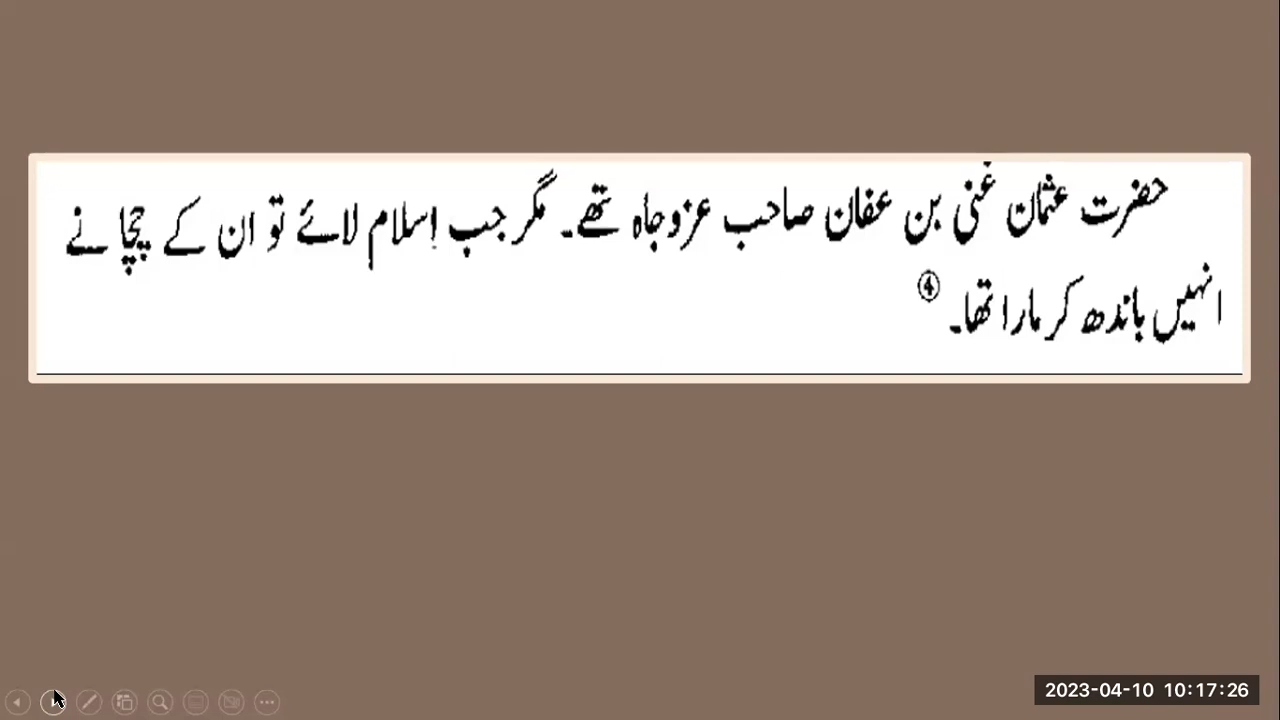 حضرت عثمان غنی بن عفان صاحب عزوجاہ تھے۔ مگر جب اِسلام لائے تو ان کے چچا نے
انہیں باندھ کر مارا تھا۔ ④
2023-04-10 10:17:26